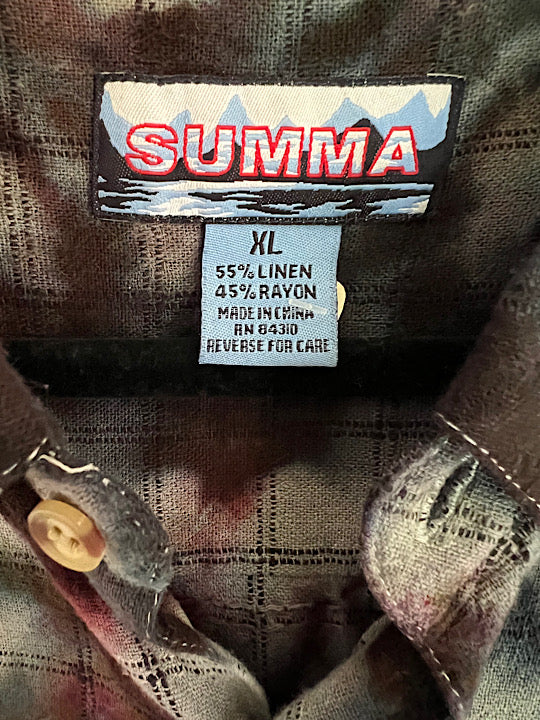 SUMMA
XL
55% LINEN
45% RAYON
MADE IN CHINA
RN 84310
REVERSE FOR CARE